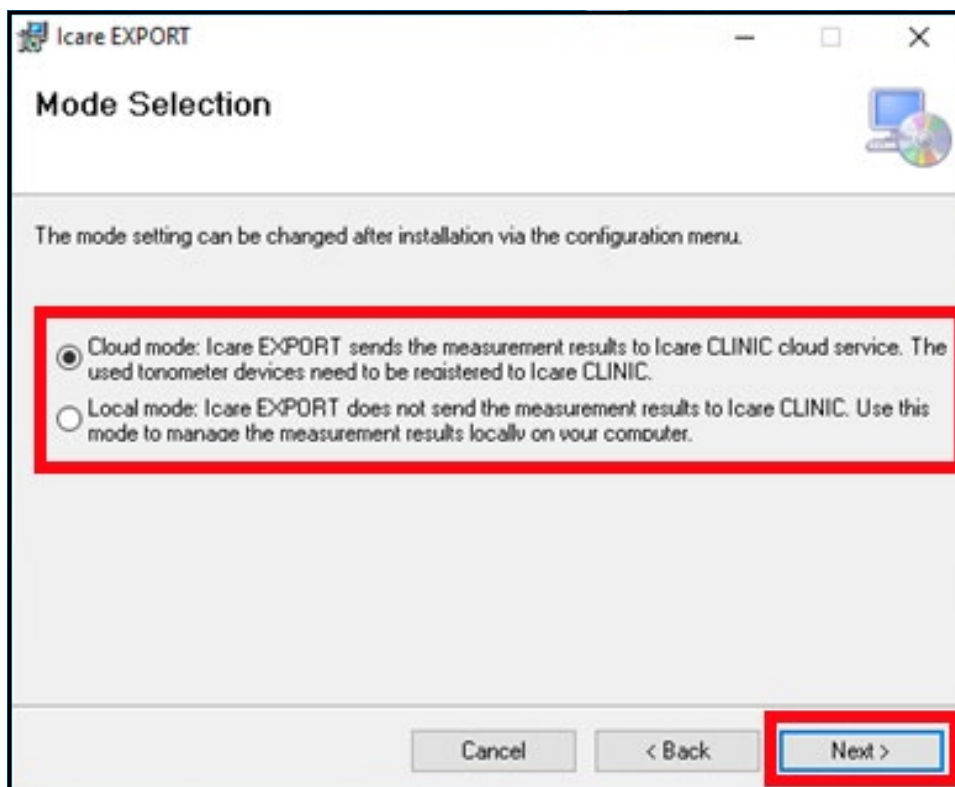 Icare EXPORT
Mode Selection
The mode setting can be changed after installation via the configuration menu.
Cloud mode: Icare EXPORT sends the measurement results to Icare CLINIC cloud service. The
used tonometer devices need to be registered to Icare CLINIC.
Local mode: Icare EXPORT does not send the measurement results to Icare CLINIC. Use this
mode to manage the measurement results locally on your computer.
Cancel
< Back
Next >